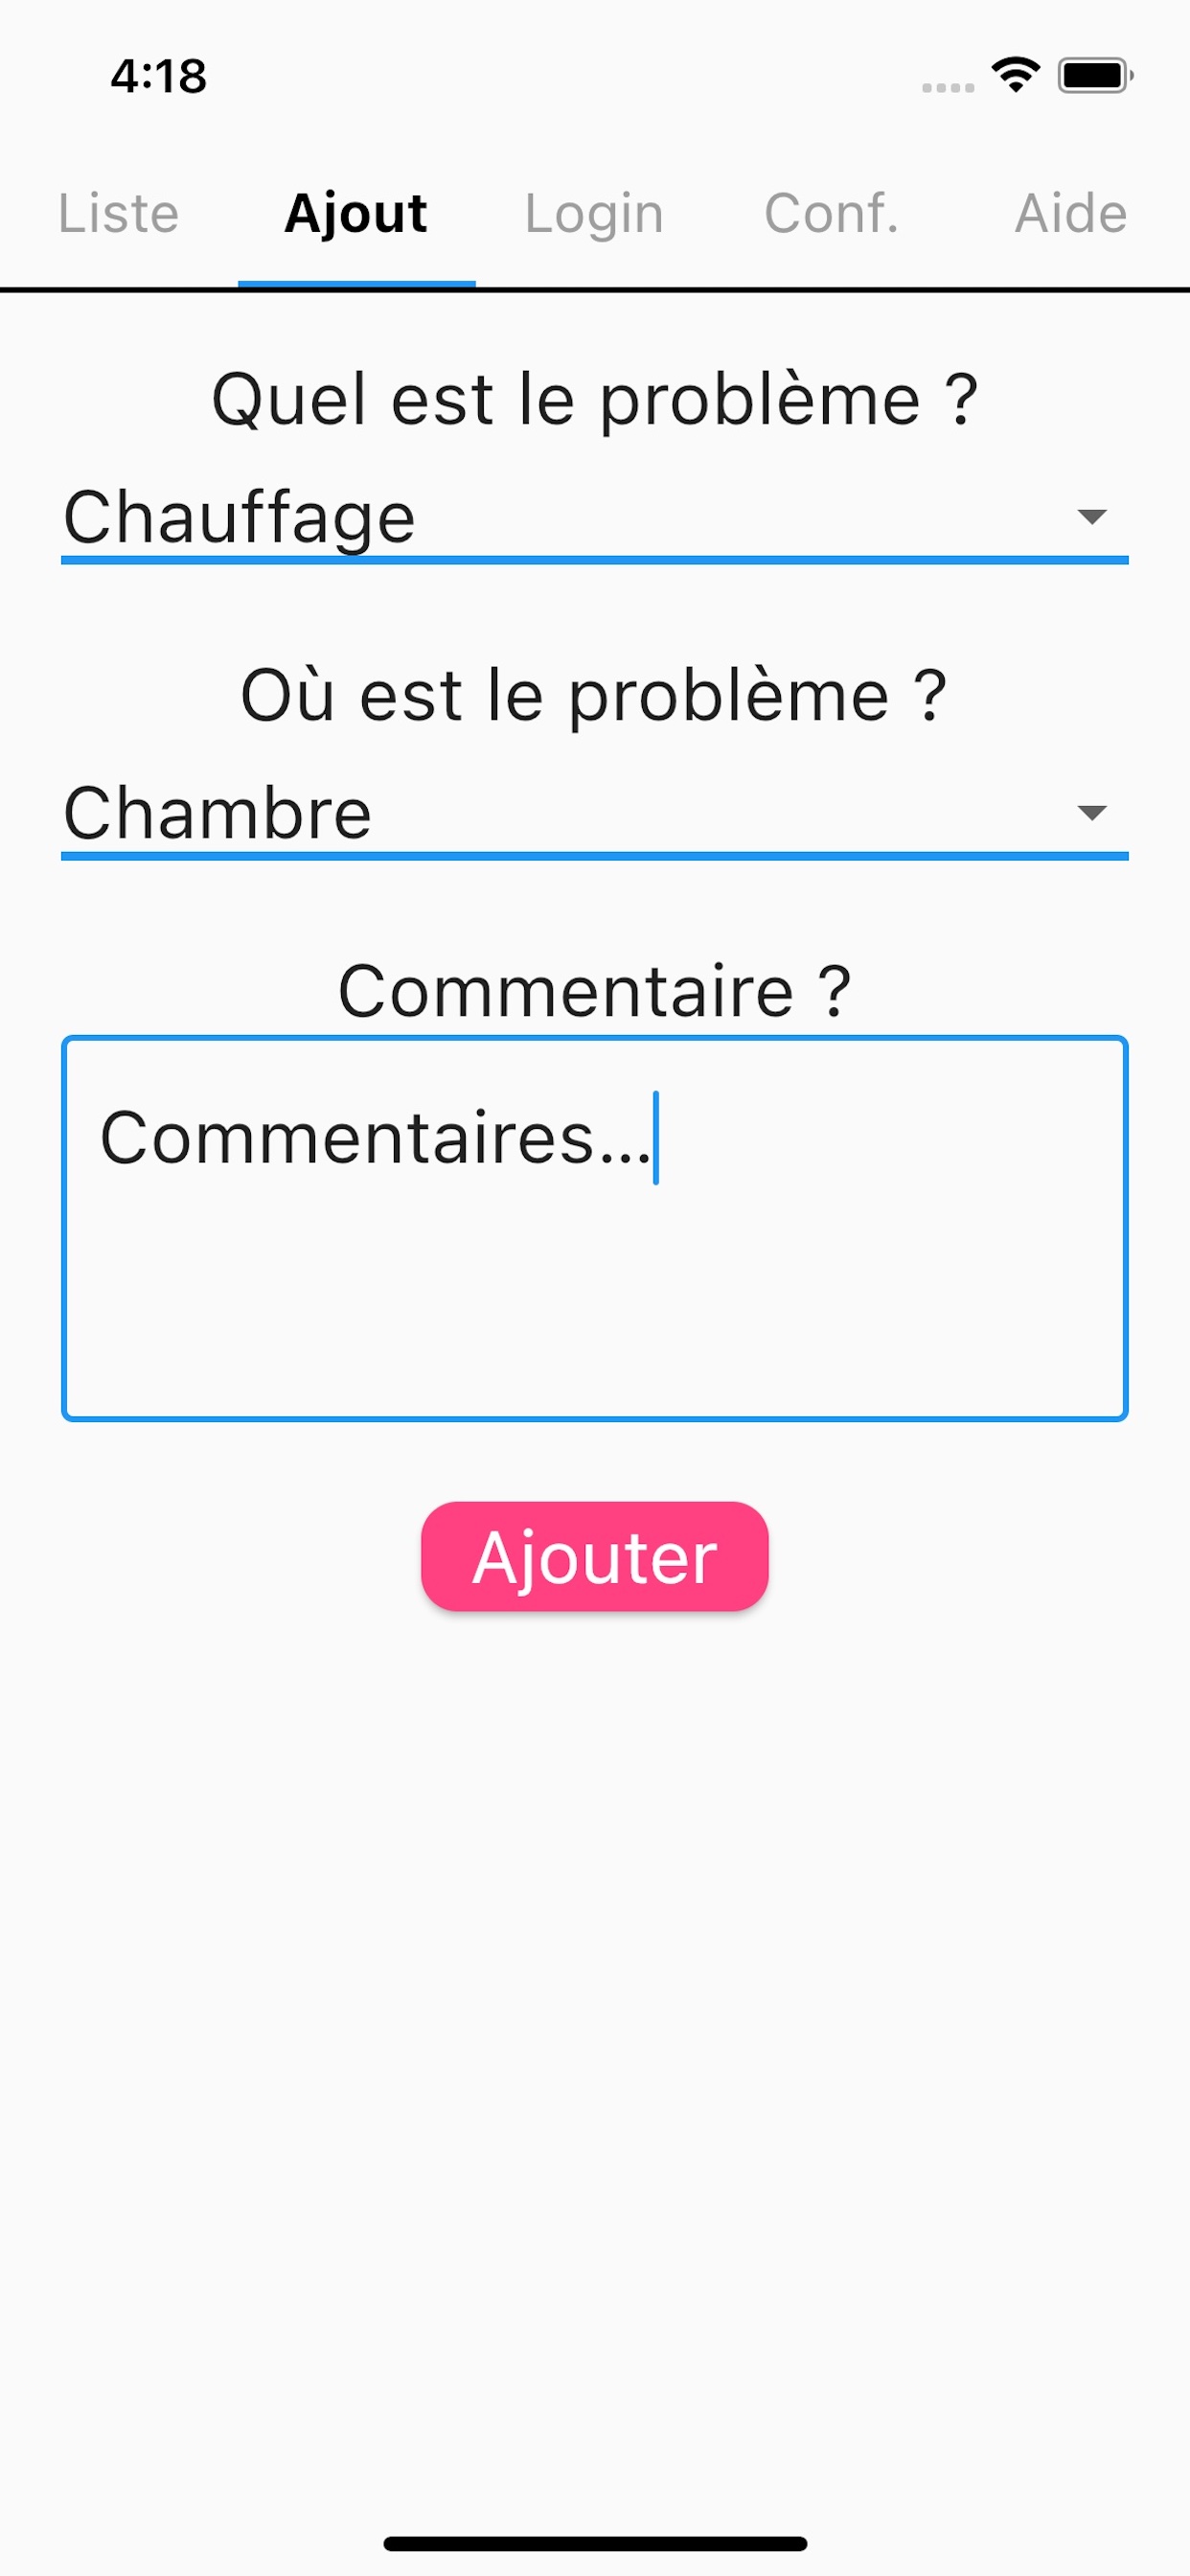 4:18
Liste Ajout Login Conf. Aide
Quel est le problème ?
Chauffage
Où est le problème ?
Chambre
Commentaire ?
Commentaires...
Ajouter